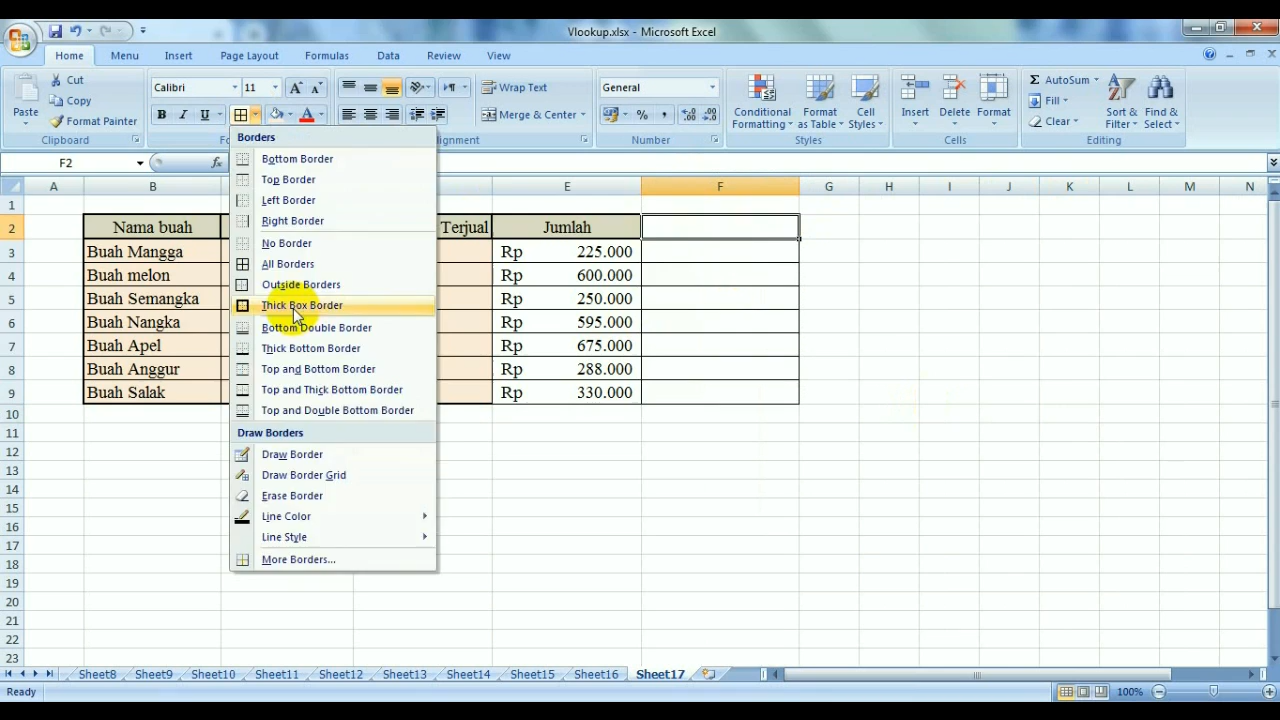 Vlookup.xlsx - Microsoft Excel
Home Menu Insert Page Layout Formulas Data Review View
Paste
Cut
Copy
Format Painter
Clipboard
Calibri 11
B I U
Wrap Text
Merge & Center
General
% ,
Number
Conditional Formatting
Format as Table
Cell Styles
Styles
Insert Delete Format
Cells
AutoSum
Fill
Clear
Sort & Filter
Find & Select
Editing
F2
fx
A B E F G H I J K L M N
1
2 Nama buah Terjual Jumlah
3 Buah Mangga Rp 225.000
4 Buah melon Rp 600.000
5 Buah Semangka Rp 250.000
6 Buah Nangka Rp 595.000
7 Buah Apel Rp 675.000
8 Buah Anggur Rp 288.000
9 Buah Salak Rp 330.000
10
11
12
13
14
15
16
17
18
19
20
21
22
23
Borders
Bottom Border
Top Border
Left Border
Right Border
No Border
All Borders
Outside Borders
Thick Box Border
Bottom Double Border
Thick Bottom Border
Top and Bottom Border
Top and Thick Bottom Border
Top and Double Bottom Border
Draw Borders
Draw Border
Draw Border Grid
Erase Border
Line Color
Line Style
More Borders...
Sheet8 Sheet9 Sheet10 Sheet11 Sheet12 Sheet13 Sheet14 Sheet15 Sheet16 Sheet17
Ready
100%